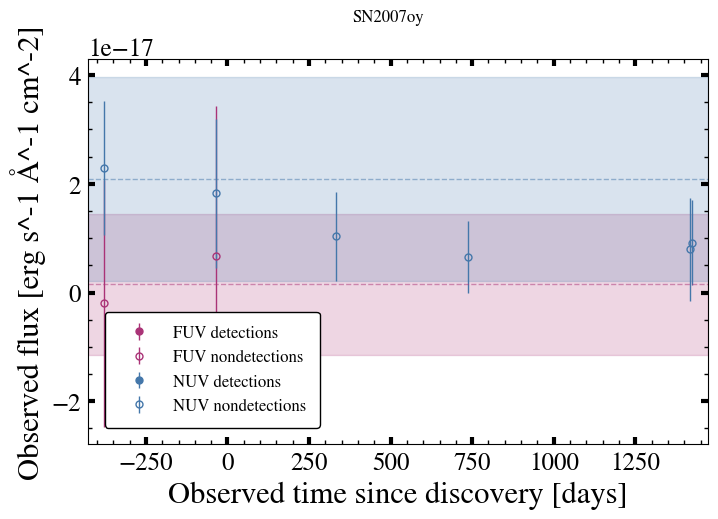 SN2007oy
1e−17
4
2
0
−2
Observed flux [erg s^-1 Å^-1 cm^-2]
FUV detections
FUV nondetections
NUV detections
NUV nondetections
−250 0 250 500 750 1000 1250
Observed time since discovery [days]